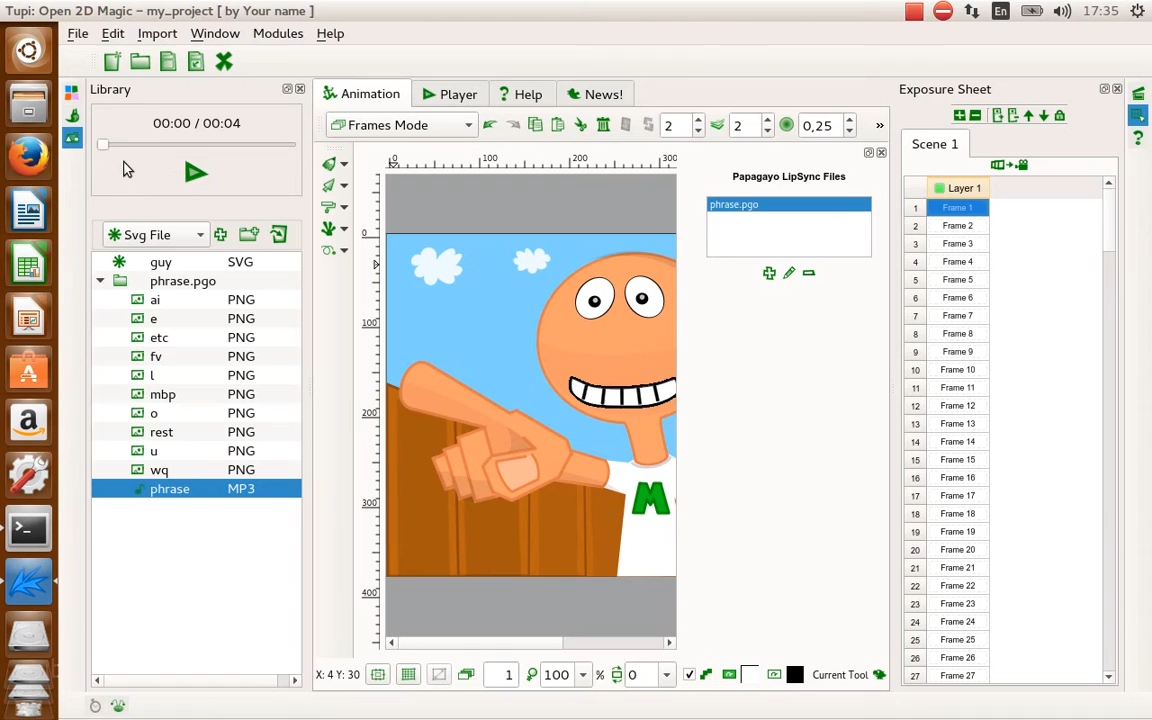 Tupi: Open 2D Magic – my_project [ by Your name ]
En
17:35
File Edit Import Window Modules Help
Library
00:00 / 00:04
Svg File
guy SVG
phrase.pgo
ai PNG
e PNG
etc PNG
fv PNG
l PNG
mbp PNG
o PNG
rest PNG
u PNG
wq PNG
phrase MP3
Animation Player Help News!
Frames Mode 2 2 0,25 »
0 100 200 300
0
100
200
300
400
M
Papagayo LipSync Files
phrase.pgo
X: 4 Y: 30 1 100 % 0 Current Tool
Exposure Sheet
Scene 1
Layer 1
1 Frame 1
2 Frame 2
3 Frame 3
4 Frame 4
5 Frame 5
6 Frame 6
7 Frame 7
8 Frame 8
9 Frame 9
10 Frame 10
11 Frame 11
12 Frame 12
13 Frame 13
14 Frame 14
15 Frame 15
16 Frame 16
17 Frame 17
18 Frame 18
19 Frame 19
20 Frame 20
21 Frame 21
22 Frame 22
23 Frame 23
24 Frame 24
25 Frame 25
26 Frame 26
27 Frame 27